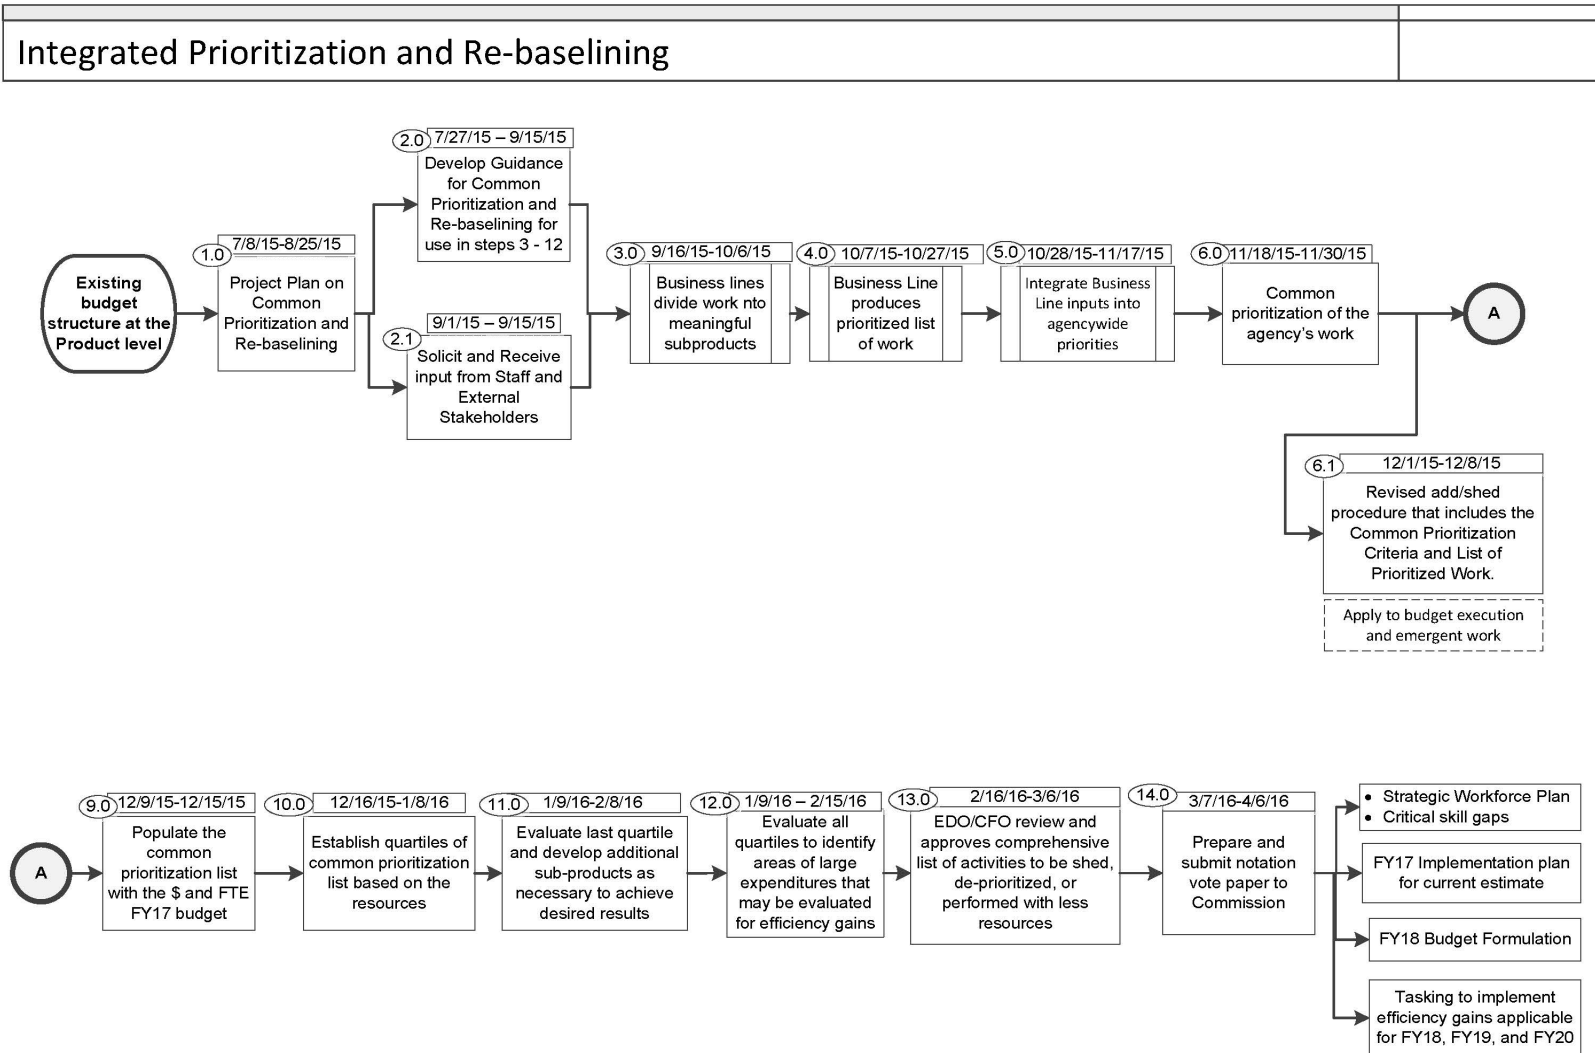 Integrated Prioritization and Re-baselining
Existing
budget
structure at the
Product level
1.0
7/8/15-8/25/15
Project Plan on
Common
Prioritization and
Re-baselining
2.0
7/27/15 – 9/15/15
Develop Guidance
for Common
Prioritization and
Re-baselining for
use in steps 3 - 12
2.1
9/1/15 – 9/15/15
Solicit and Receive
input from Staff and
External
Stakeholders
3.0
9/16/15-10/6/15
Business lines
divide work nto
meaningful
subproducts
4.0
10/7/15-10/27/15
Business Line
produces
prioritized list
of work
5.0
10/28/15-11/17/15
Integrate Business
Line inputs into
agencywide
priorities
6.0
11/18/15-11/30/15
Common
prioritization of the
agency's work
A
6.1
12/1/15-12/8/15
Revised add/shed
procedure that includes the
Common Prioritization
Criteria and List of
Prioritized Work.
Apply to budget execution
and emergent work
A
9.0
12/9/15-12/15/15
Populate the
common
prioritization list
with the $ and FTE
FY17 budget
10.0
12/16/15-1/8/16
Establish quartiles of
common prioritization
list based on the
resources
11.0
1/9/16-2/8/16
Evaluate last quartile
and develop additional
sub-products as
necessary to achieve
desired results
12.0
1/9/16 – 2/15/16
Evaluate all
quartiles to identify
areas of large
expenditures that
may be evaluated
for efficiency gains
13.0
2/16/16-3/6/16
EDO/CFO review and
approves comprehensive
list of activities to be shed,
de-prioritized, or
performed with less
resources
14.0
3/7/16-4/6/16
Prepare and
submit notation
vote paper to
Commission
• Strategic Workforce Plan
• Critical skill gaps
FY17 Implementation plan
for current estimate
FY18 Budget Formulation
Tasking to implement
efficiency gains applicable
for FY18, FY19, and FY20